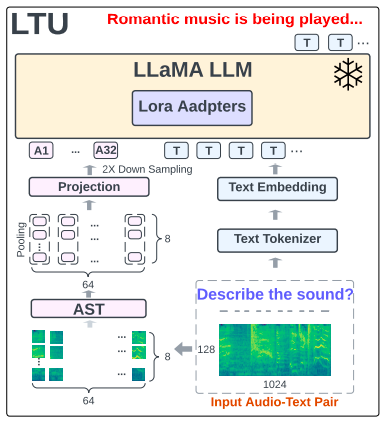 LTU
Romantic music is being played...
T T ...
LLaMA LLM
Lora Aadpters
A1 ... A32 T T T T ...
2X Down Sampling
Projection
Text Embedding
Pooling
... 
... 
... 
8
64
Text Tokenizer
AST
Describe the sound?
...
...
...
8
64
128
1024
Input Audio-Text Pair